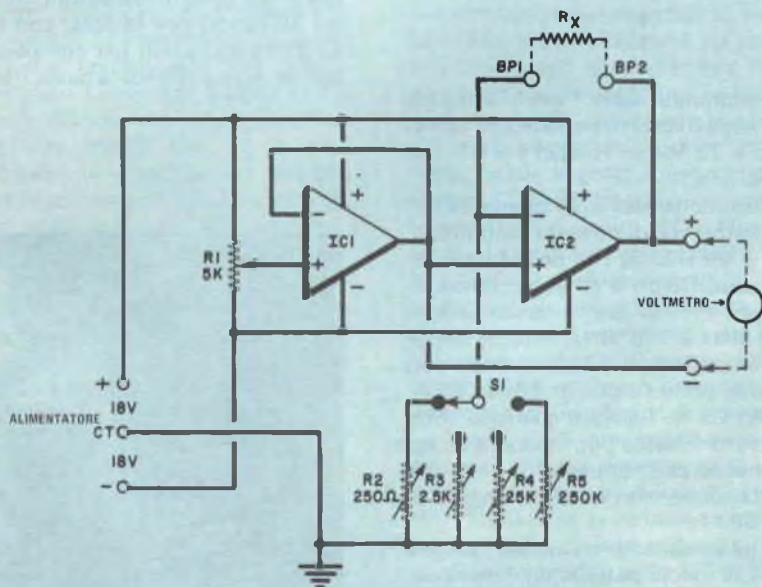 RX
BP1
BP2
+
-
IC1
+
-
-
IC2
+
+
-
R1
5K
+
VOLTMETRO→
-
+
18V
ALIMENTATORE
CT
18V
-
S1
R2
250Ω
R3
2.5K
R4
25K
R5
250K